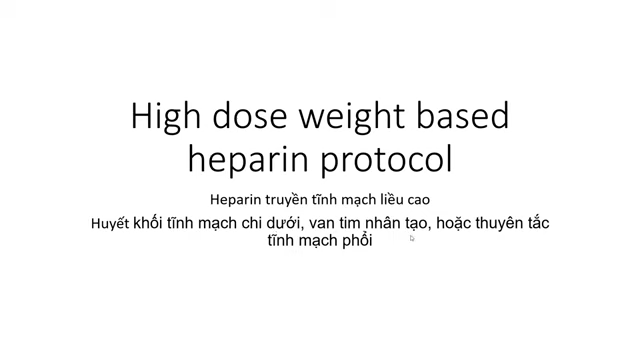 High dose weight based
heparin protocol
Heparin truyền tĩnh mạch liều cao
Huyết khối tĩnh mạch chi dưới, van tim nhân tạo, hoặc thuyên tắc
tĩnh mạch phổi